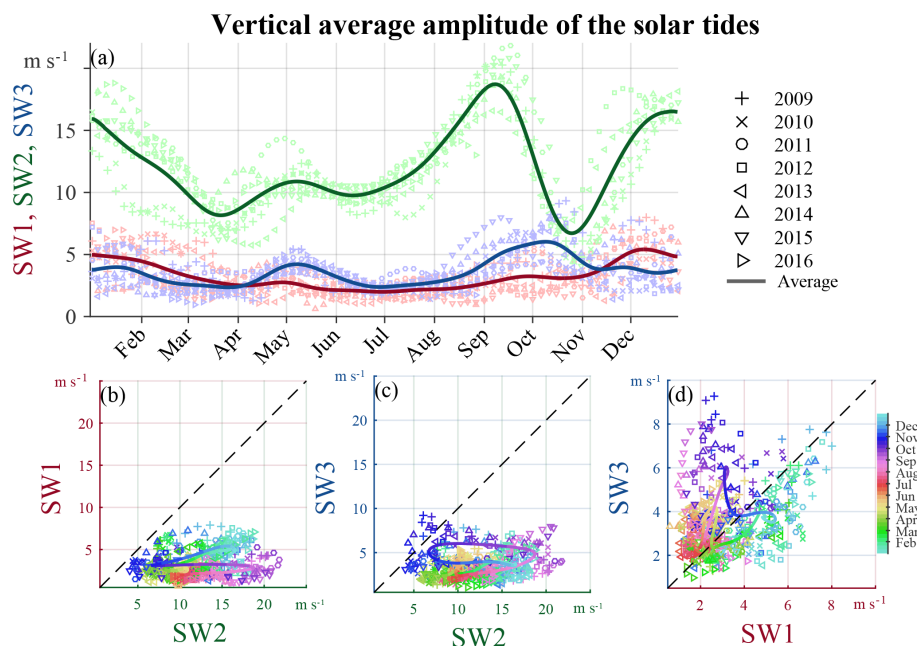 Vertical average amplitude of the solar tides
m s⁻¹
(a)
SW1, SW2, SW3
15
10
5
0
Feb
Mar
Apr
May
Jun
Jul
Aug
Sep
Oct
Nov
Dec
2009
2010
2011
2012
2013
2014
2015
2016
Average
m s⁻¹
(b)
25
20
15
10
5
SW1
5
10
15
20
m s⁻¹
SW2
m s⁻¹
(c)
25
20
15
10
5
SW3
5
10
15
20
m s⁻¹
SW2
m s⁻¹
(d)
8
6
4
2
SW3
2
4
6
8
m s⁻¹
SW1
Dec
Nov
Oct
Sep
Aug
Jul
Jun
May
Apr
Mar
Feb